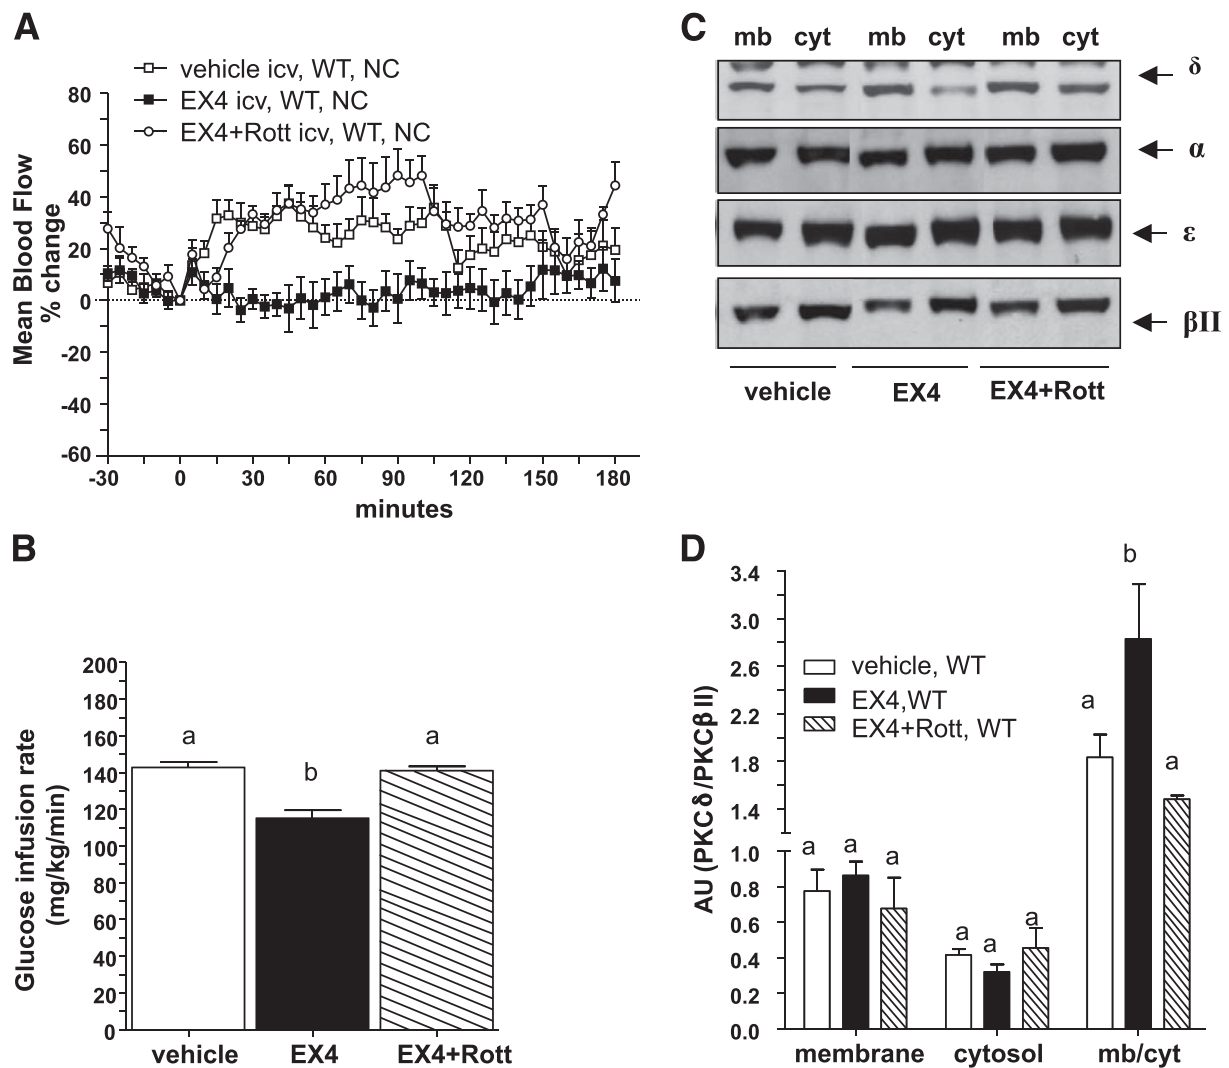 A
vehicle icv, WT, NC
EX4 icv, WT, NC
EX4+Rott icv, WT, NC
Mean Blood Flow
% change
80
60
40
20
0
-20
-40
-60
-30 0 30 60 90 120 150 180
minutes
C
mb cyt mb cyt mb cyt
δ
α
ε
βII
vehicle EX4 EX4+Rott
B
Glucose infusion rate
(mg/kg/min)
200
180
160
140
120
100
80
60
40
20
0
a b a
vehicle EX4 EX4+Rott
D
AU (PKCδ/PKCβII)
3.4
3.0
2.6
2.2
1.8
1.4
1.0
0.8
0.6
0.4
0.2
0.0
vehicle, WT
EX4,WT
EX4+Rott, WT
a a a a a a a b a
membrane cytosol mb/cyt